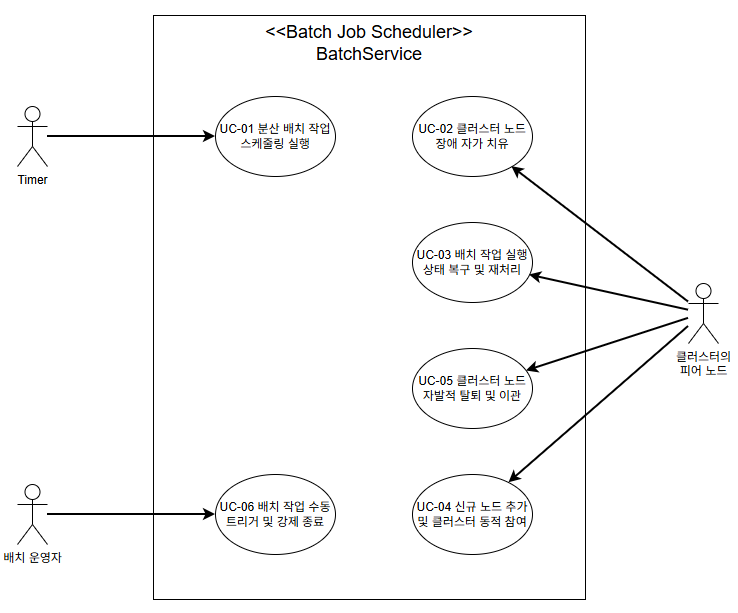 <<Batch Job Scheduler>>
BatchService
UC-01 분산 배치 작업
스케줄링 실행
UC-02 클러스터 노드
장애 자가 치유
Timer
UC-03 배치 작업 실행
상태 복구 및 재처리
클러스터의
피어 노드
UC-05 클러스터 노드
자발적 탈퇴 및 이관
UC-06 배치 작업 수동
트리거 및 강제 종료
UC-04 신규 노드 추가
및 클러스터 동적 참여
배치 운영자